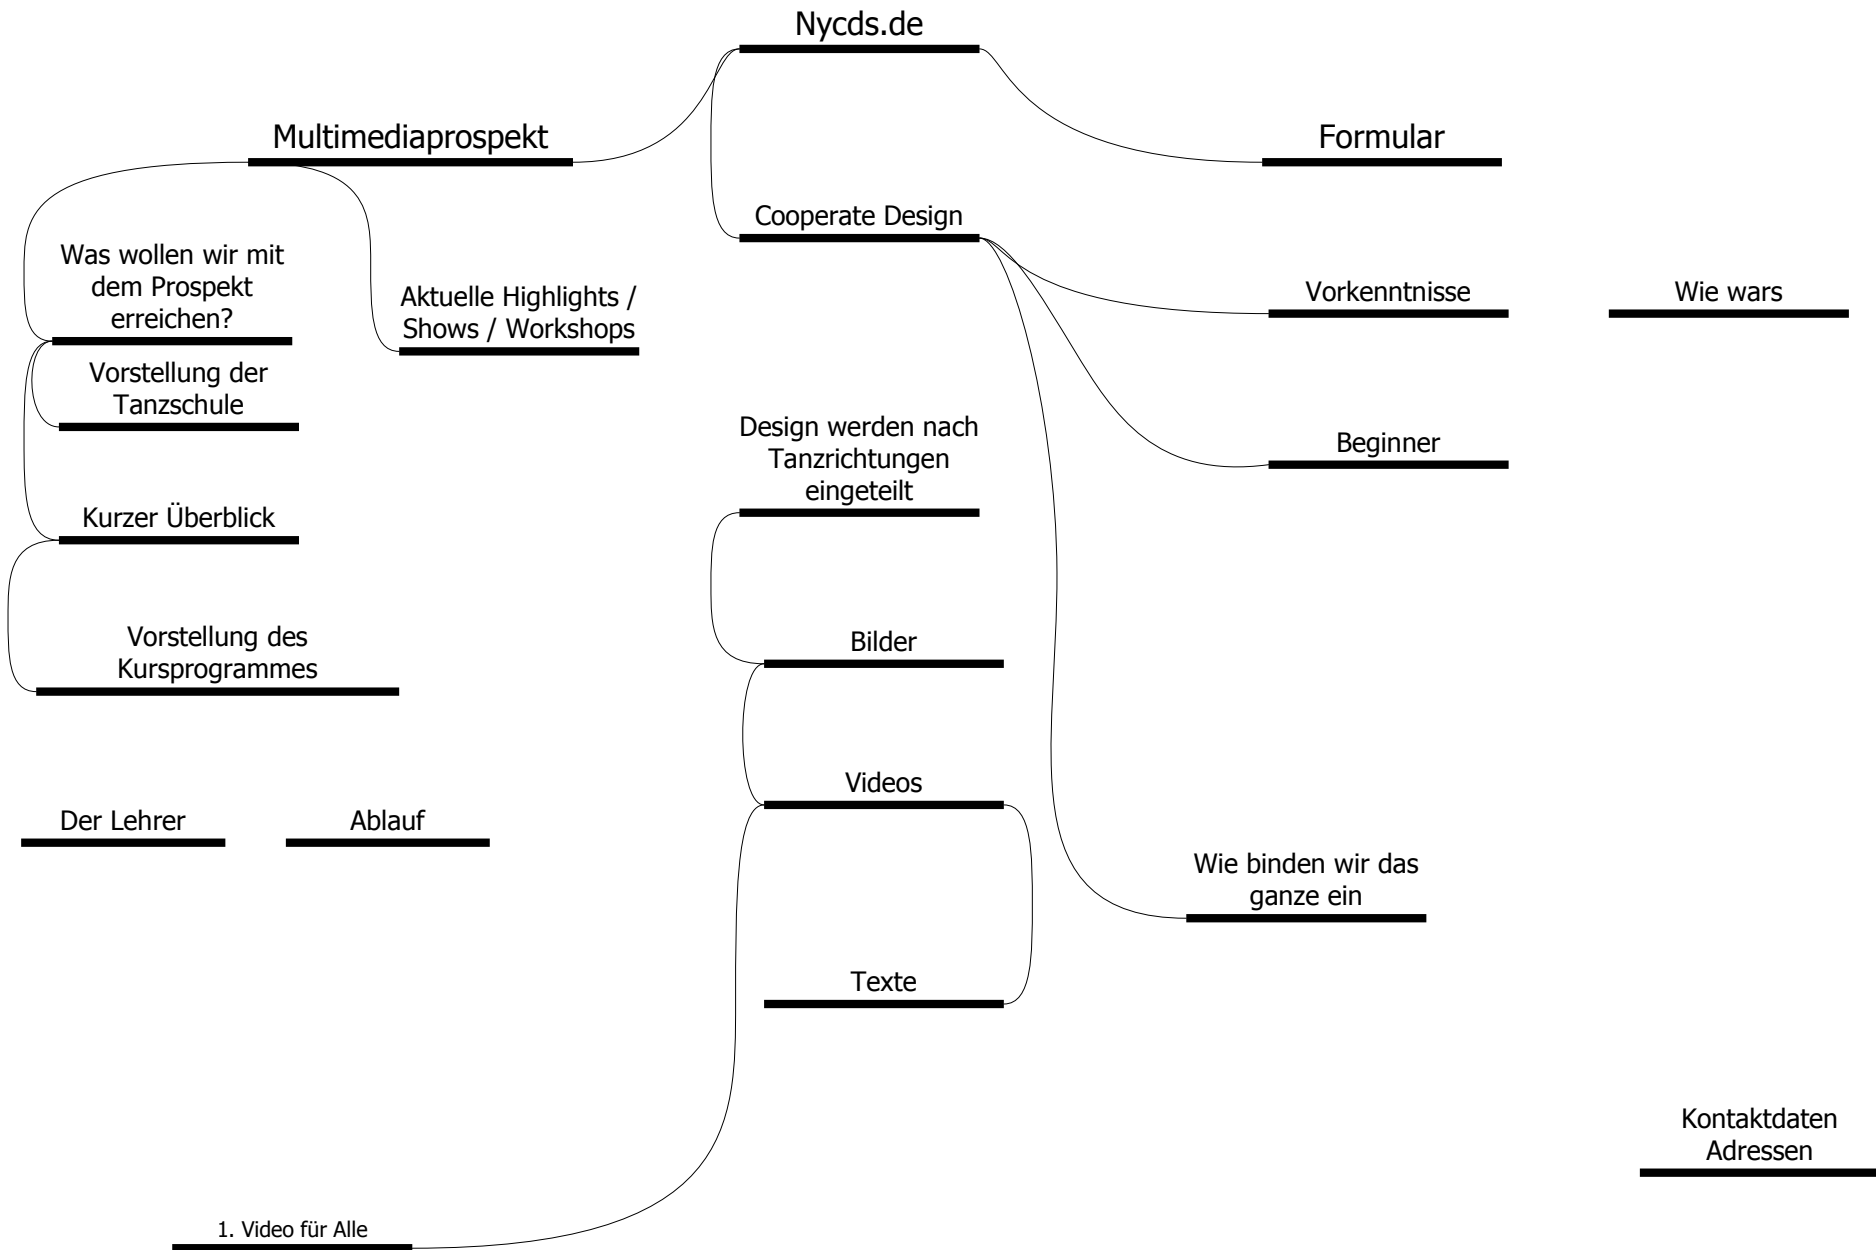 Nycds.de
Multimediaprospekt
Formular
Cooperate Design
Was wollen wir mit
dem Prospekt
erreichen?
Aktuelle Highlights /
Shows / Workshops
Vorkenntnisse
Wie wars
Vorstellung der
Tanzschule
Design werden nach
Tanzrichtungen
eingeteilt
Beginner
Kurzer Überblick
Vorstellung des
Kursprogrammes
Bilder
Videos
Der Lehrer
Ablauf
Wie binden wir das
ganze ein
Texte
Kontaktdaten
Adressen
1. Video für Alle